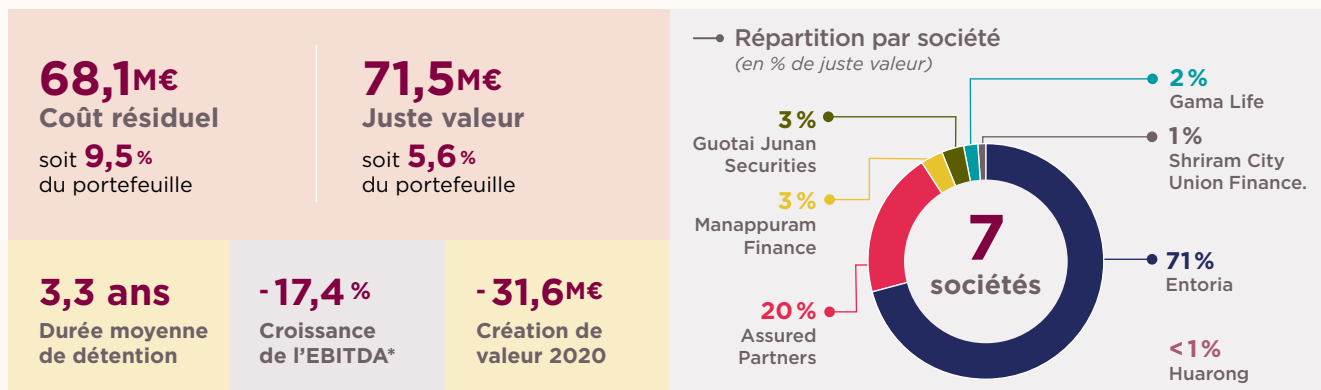 68,1M€
Coût résiduel
soit 9,5 %
du portefeuille
71,5M€
Juste valeur
soit 5,6 %
du portefeuille
3,3 ans
Durée moyenne
de détention
- 17,4 %
Croissance
de l’EBITDA*
- 31,6M€
Création de
valeur 2020
Répartition par société
(en % de juste valeur)
3 %
Guotai Junan
Securities
3 %
Manappuram
Finance
20 %
Assured
Partners
7
sociétés
2 %
Gama Life
1 %
Shriram City
Union Finance.
71 %
Entoria
< 1 %
Huarong